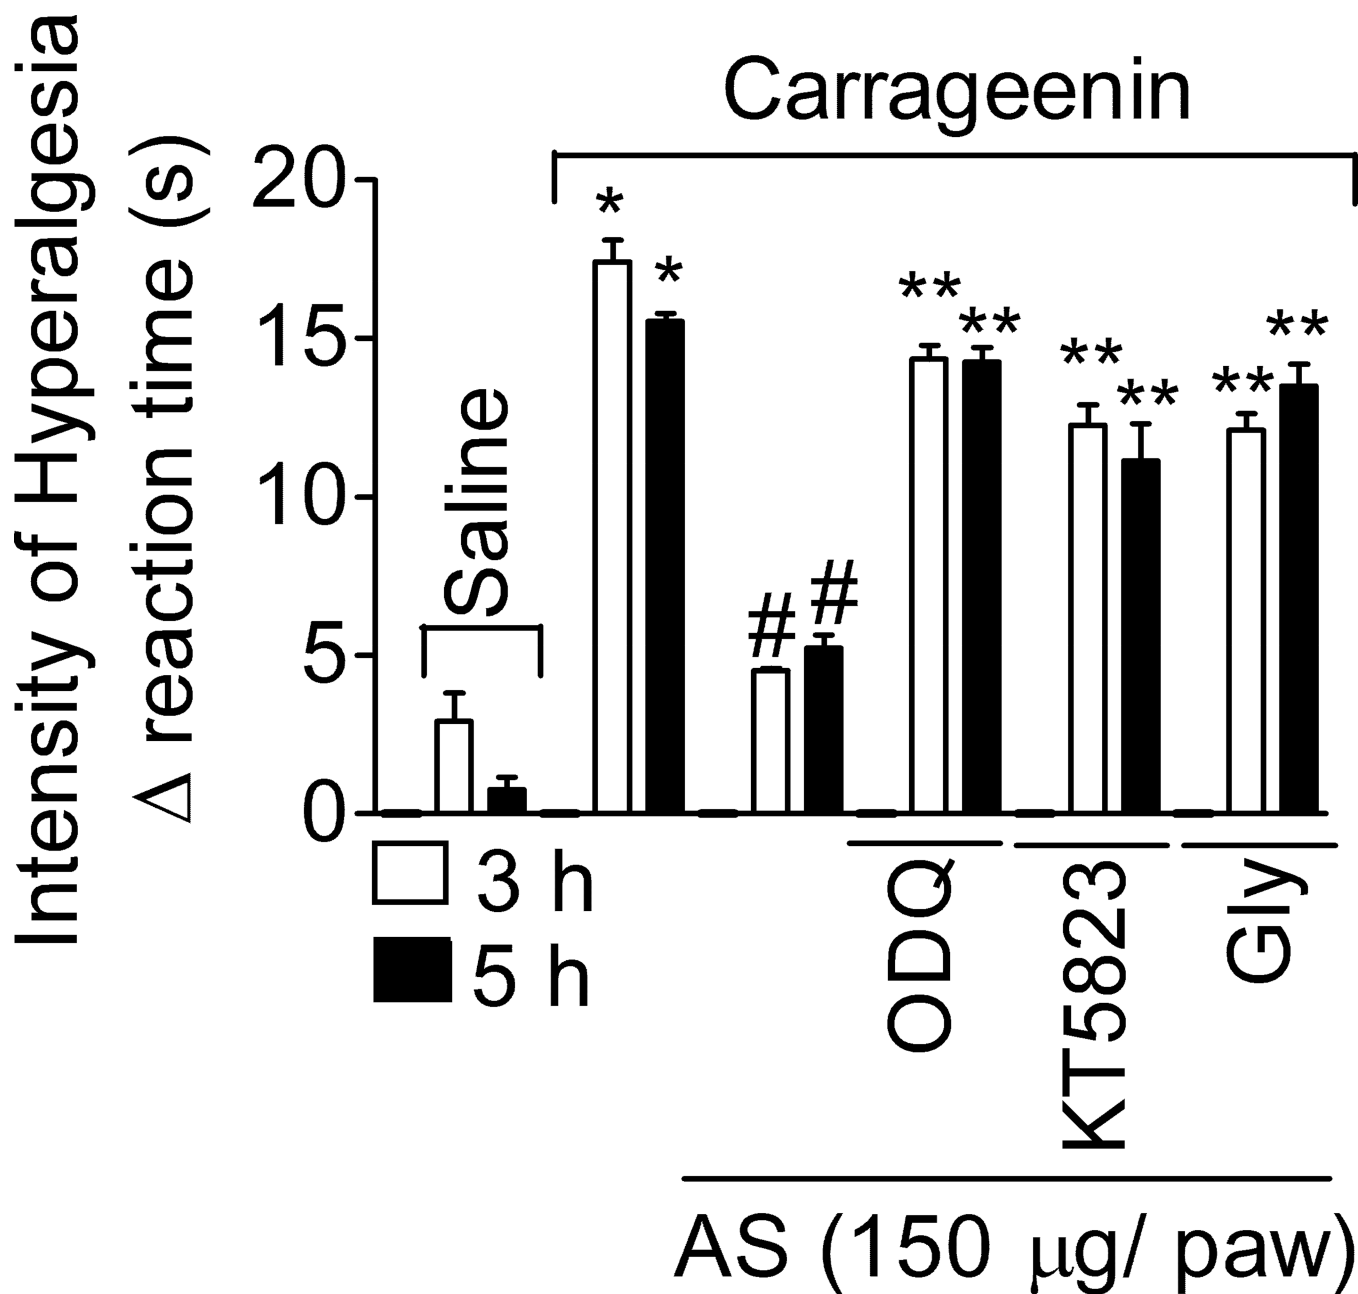 Intensity of Hyperalgesia
Δ reaction time (s)
Carrageenin
20
15
10
5
0
Saline
*
*
#
#
**
**
**
**
**
**
3 h
5 h
ODQ
KT5823
Gly
AS (150 μg/ paw)